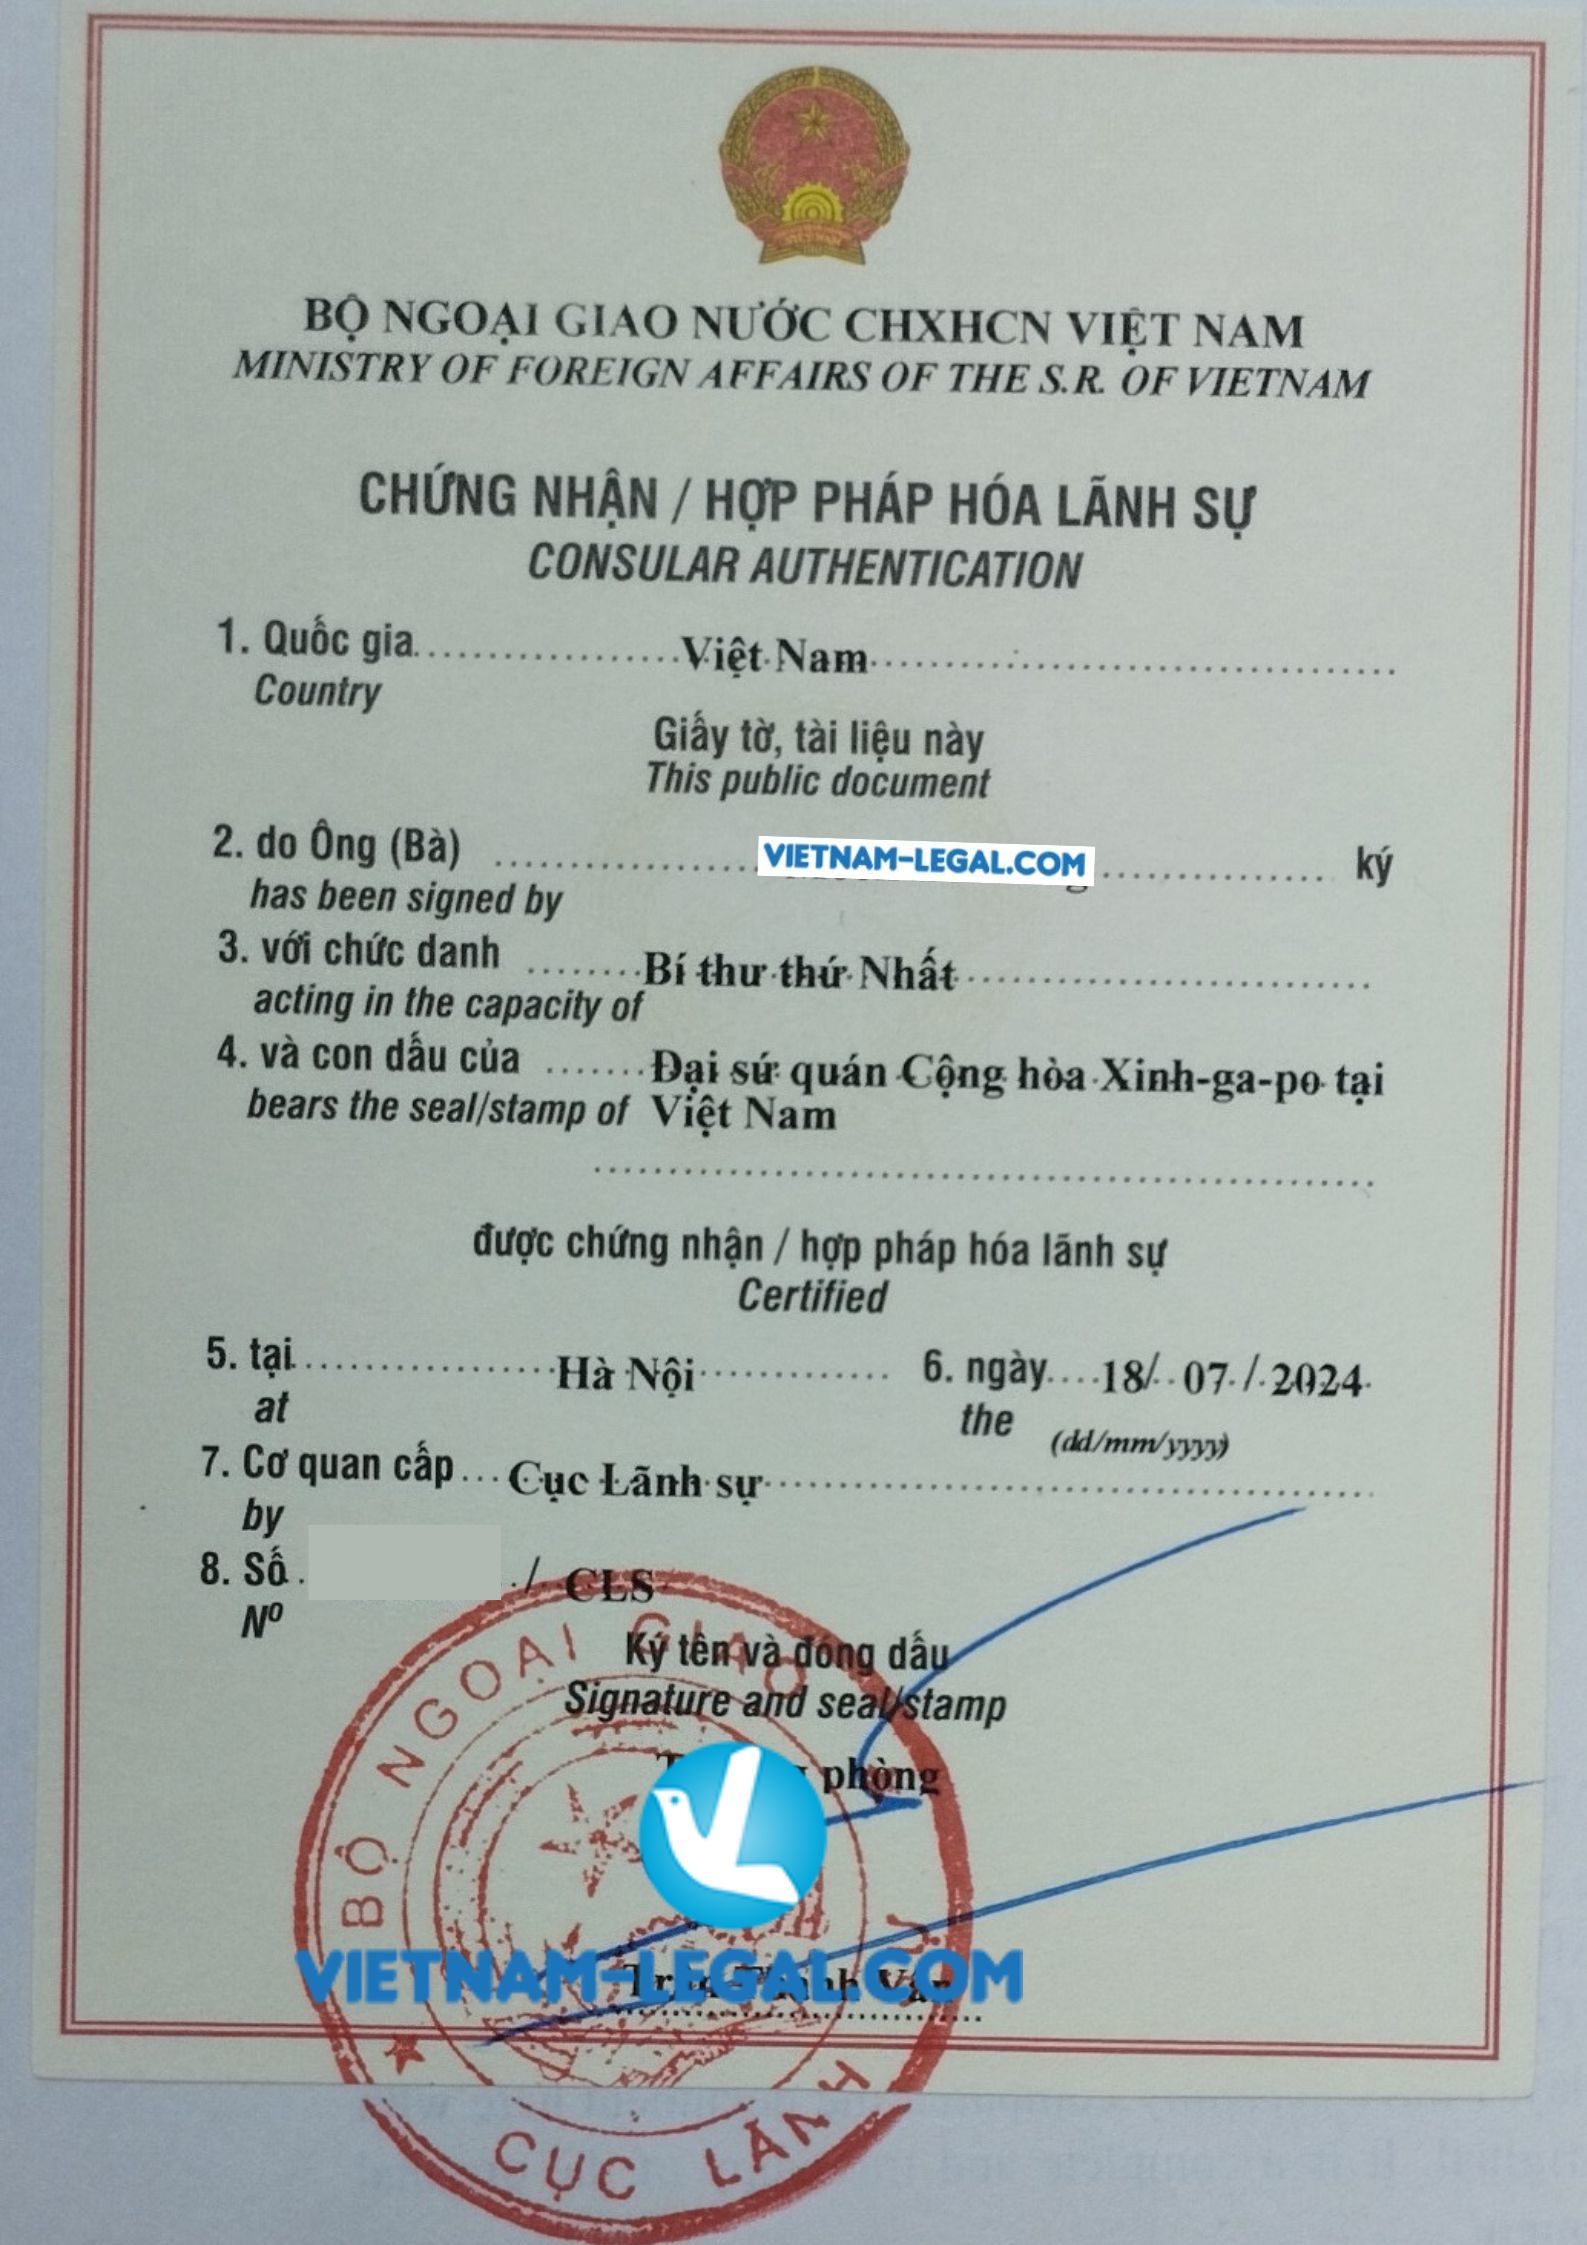 BỘ NGOẠI GIAO NƯỚC CHXHCN VIỆT NAM
MINISTRY OF FOREIGN AFFAIRS OF THE S.R. OF VIETNAM
CHỨNG NHẬN / HỢP PHÁP HÓA LÃNH SỰ
CONSULAR AUTHENTICATION
1. Quốc gia Việt Nam
Country
Giấy tờ, tài liệu này
This public document
2. do Ông (Bà) VIETNAM-LEGAL.COM ký
has been signed by
3. với chức danh Bí thư thứ Nhất
acting in the capacity of
4. và con dấu của Đại sứ quán Cộng hòa Xinh-ga-po tại
bears the seal/stamp of Việt Nam
được chứng nhận / hợp pháp hóa lãnh sự
Certified
5. tại Hà Nội 6. ngày 18/ 07 / 2024
at the (dd/mm/yyyy)
7. Cơ quan cấp Cục Lãnh sự
by
8. Số / CLS
Nº
Ký tên và đóng dấu
Signature and seal/stamp
phòng
VIETNAM-LEGAL.COM
BỘ NGOẠI GIAO
CỤC LÃNH